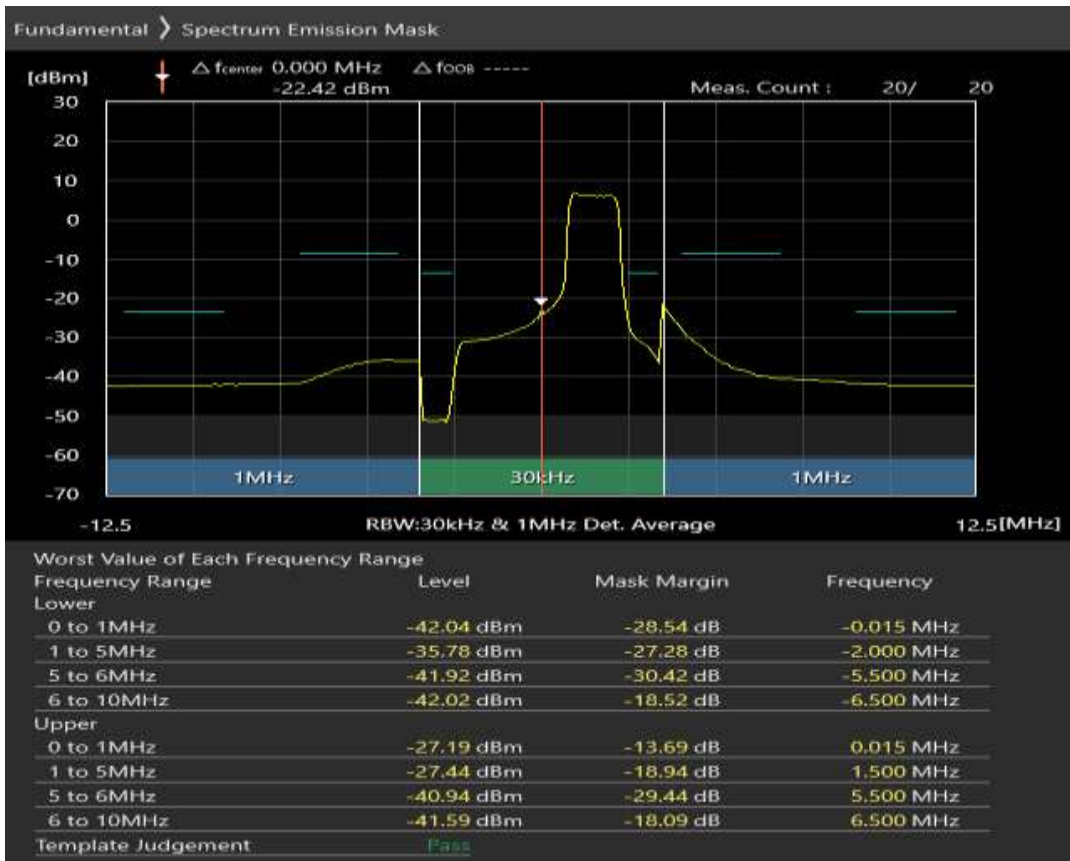 Fundamental 〉 Spectrum Emission Mask
[dBm]
△ fcenter 0.000 MHz △ fOOB -----
-22.42 dBm Meas. Count : 20/ 20
30
20
10
0
-10
-20
-30
-40
-50
-60
-70
1MHz 30kHz 1MHz
-12.5 RBW:30kHz & 1MHz Det. Average 12.5[MHz]
Worst Value of Each Frequency Range
Frequency Range Level Mask Margin Frequency
Lower
0 to 1MHz -42.04 dBm -28.54 dB -0.015 MHz
1 to 5MHz -35.78 dBm -27.28 dB -2.000 MHz
5 to 6MHz -41.92 dBm -30.42 dB -5.500 MHz
6 to 10MHz -42.02 dBm -18.52 dB -6.500 MHz
Upper
0 to 1MHz -27.19 dBm -13.69 dB 0.015 MHz
1 to 5MHz -27.44 dBm -18.94 dB 1.500 MHz
5 to 6MHz -40.94 dBm -29.44 dB 5.500 MHz
6 to 10MHz -41.59 dBm -18.09 dB 6.500 MHz
Template Judgement Pass